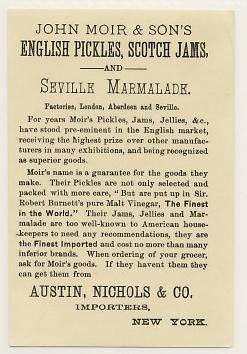 JOHN MOIR & SON'S
ENGLISH PICKLES, SCOTCH JAMS,
AND
SEVILLE MARMALADE.
Factories, London, Aberdeen and Seville.
For years Moir's Pickles, Jams, Jellies, &c.,
have stood pre-eminent in the English market,
receiving the highest prize over other manufac-
turers in many exhibitions, and being recognized
as superior goods.
Moir's name is a guarantee for the goods they
make. Their Pickles are not only selected and
packed with more care, "But are put up in Sir.
Robert Burnett's pure Malt Vinegar, The Finest
in the World." Their Jams, Jellies and Mar-
malade are too well-known to American house-
keepers to need any recommendations, they are
the Finest Imported and cost no more than many
inferior brands. When ordering of your grocer,
ask for Moir's goods. If they havent them they
can get them from
AUSTIN, NICHOLS & CO.
IMPORTERS,
NEW YORK.